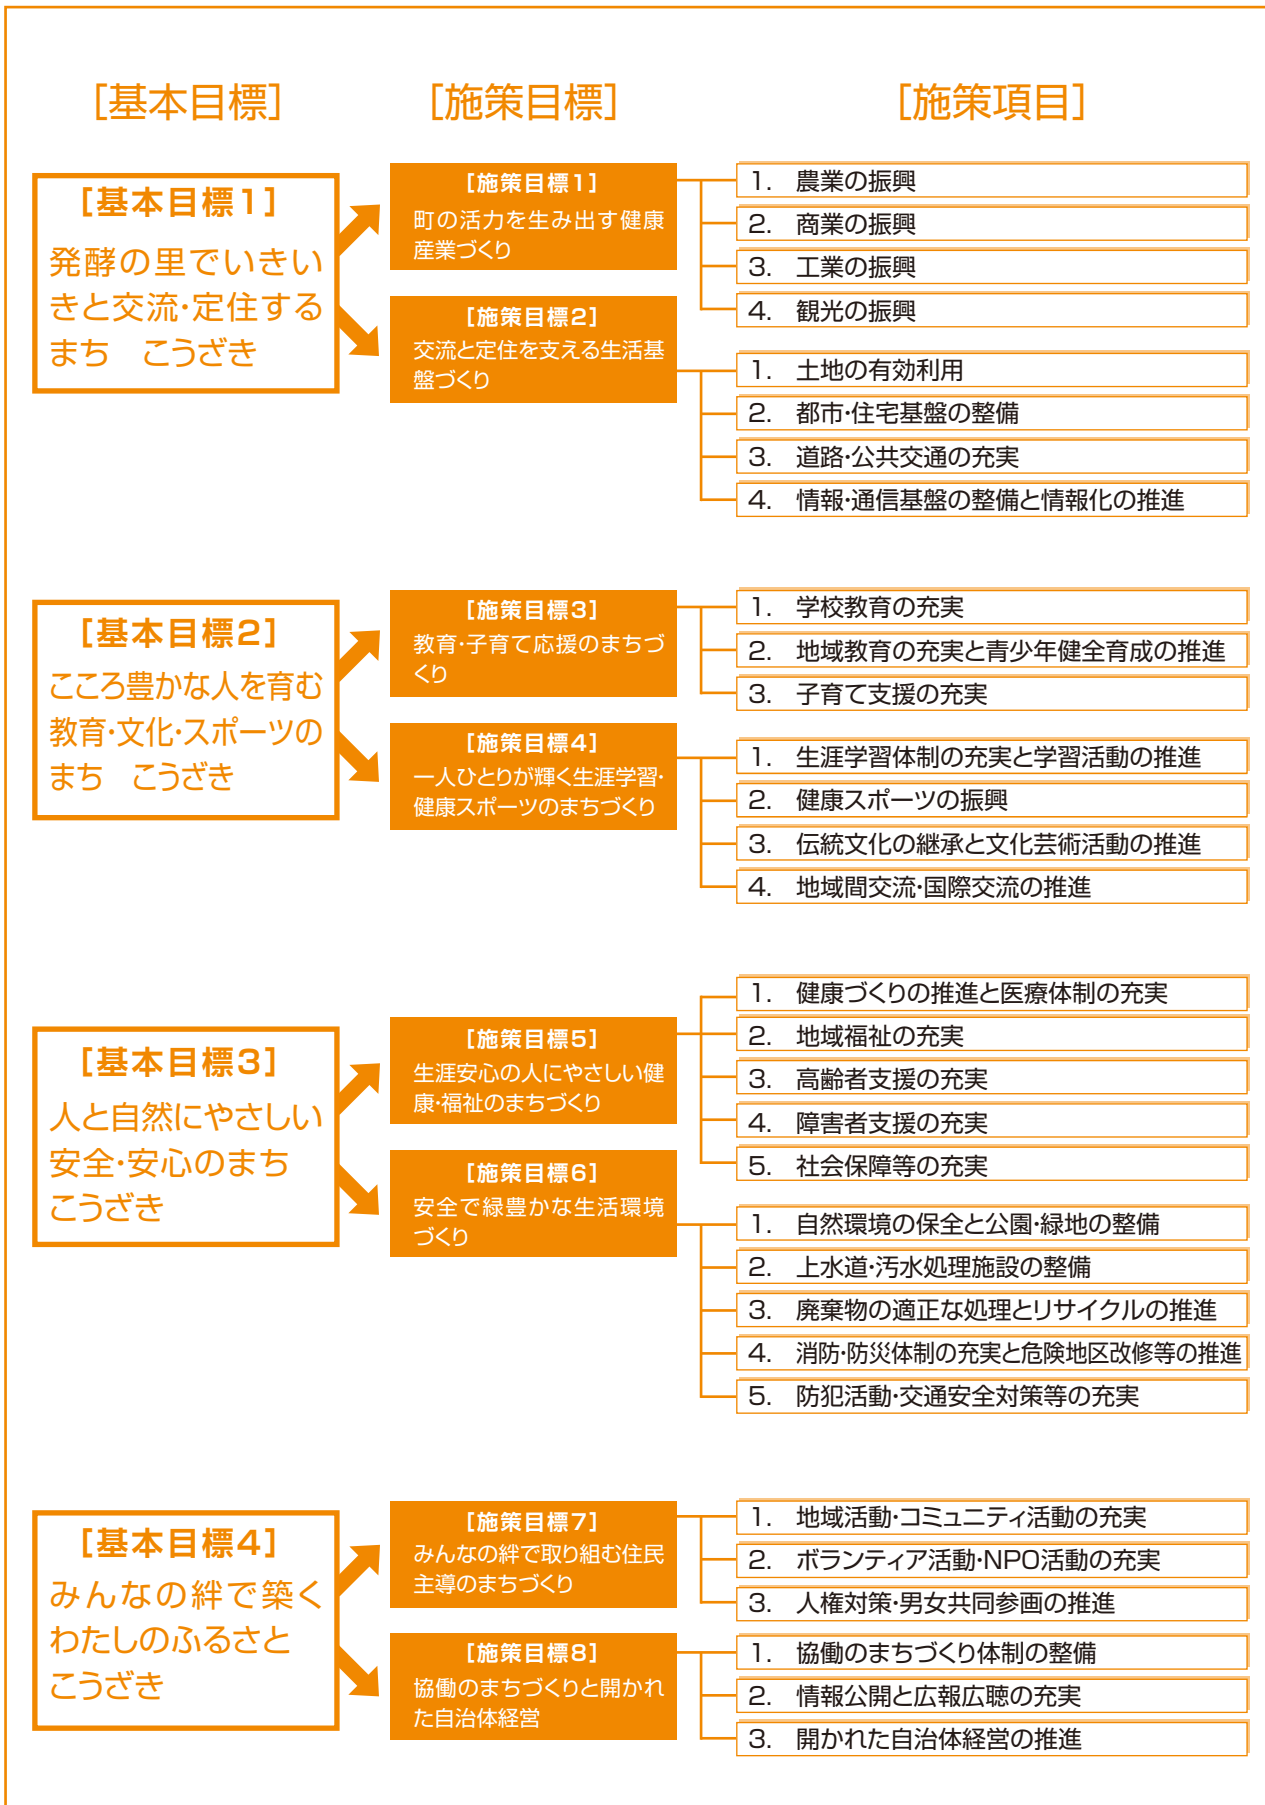 [基本目標]
[施策目標]
[施策項目]
[基本目標1]
発酵の里でいきい
きと交流・定住する
まち　こうざき
[施策目標1]
町の活力を生み出す健康
産業づくり
1.　農業の振興
2.　商業の振興
3.　工業の振興
4.　観光の振興
[施策目標2]
交流と定住を支える生活基
盤づくり
1.　土地の有効利用
2.　都市・住宅基盤の整備
3.　道路・公共交通の充実
4.　情報・通信基盤の整備と情報化の推進
[基本目標2]
こころ豊かな人を育む
教育・文化・スポーツの
まち　こうざき
[施策目標3]
教育・子育て応援のまちづ
くり
1.　学校教育の充実
2.　地域教育の充実と青少年健全育成の推進
3.　子育て支援の充実
[施策目標4]
一人ひとりが輝く生涯学習・
健康スポーツのまちづくり
1.　生涯学習体制の充実と学習活動の推進
2.　健康スポーツの振興
3.　伝統文化の継承と文化芸術活動の推進
4.　地域間交流・国際交流の推進
[基本目標3]
人と自然にやさしい
安全・安心のまち
こうざき
[施策目標5]
生涯安心の人にやさしい健
康・福祉のまちづくり
1.　健康づくりの推進と医療体制の充実
2.　地域福祉の充実
3.　高齢者支援の充実
4.　障害者支援の充実
5.　社会保障等の充実
[施策目標6]
安全で緑豊かな生活環境
づくり
1.　自然環境の保全と公園・緑地の整備
2.　上水道・汚水処理施設の整備
3.　廃棄物の適正な処理とリサイクルの推進
4.　消防・防災体制の充実と危険地区改修等の推進
5.　防犯活動・交通安全対策等の充実
[基本目標4]
みんなの絆で築く
わたしのふるさと
こうざき
[施策目標7]
みんなの絆で取り組む住民
主導のまちづくり
1.　地域活動・コミュニティ活動の充実
2.　ボランティア活動・NPO活動の充実
3.　人権対策・男女共同参画の推進
[施策目標8]
協働のまちづくりと開かれ
た自治体経営
1.　協働のまちづくり体制の整備
2.　情報公開と広報広聴の充実
3.　開かれた自治体経営の推進